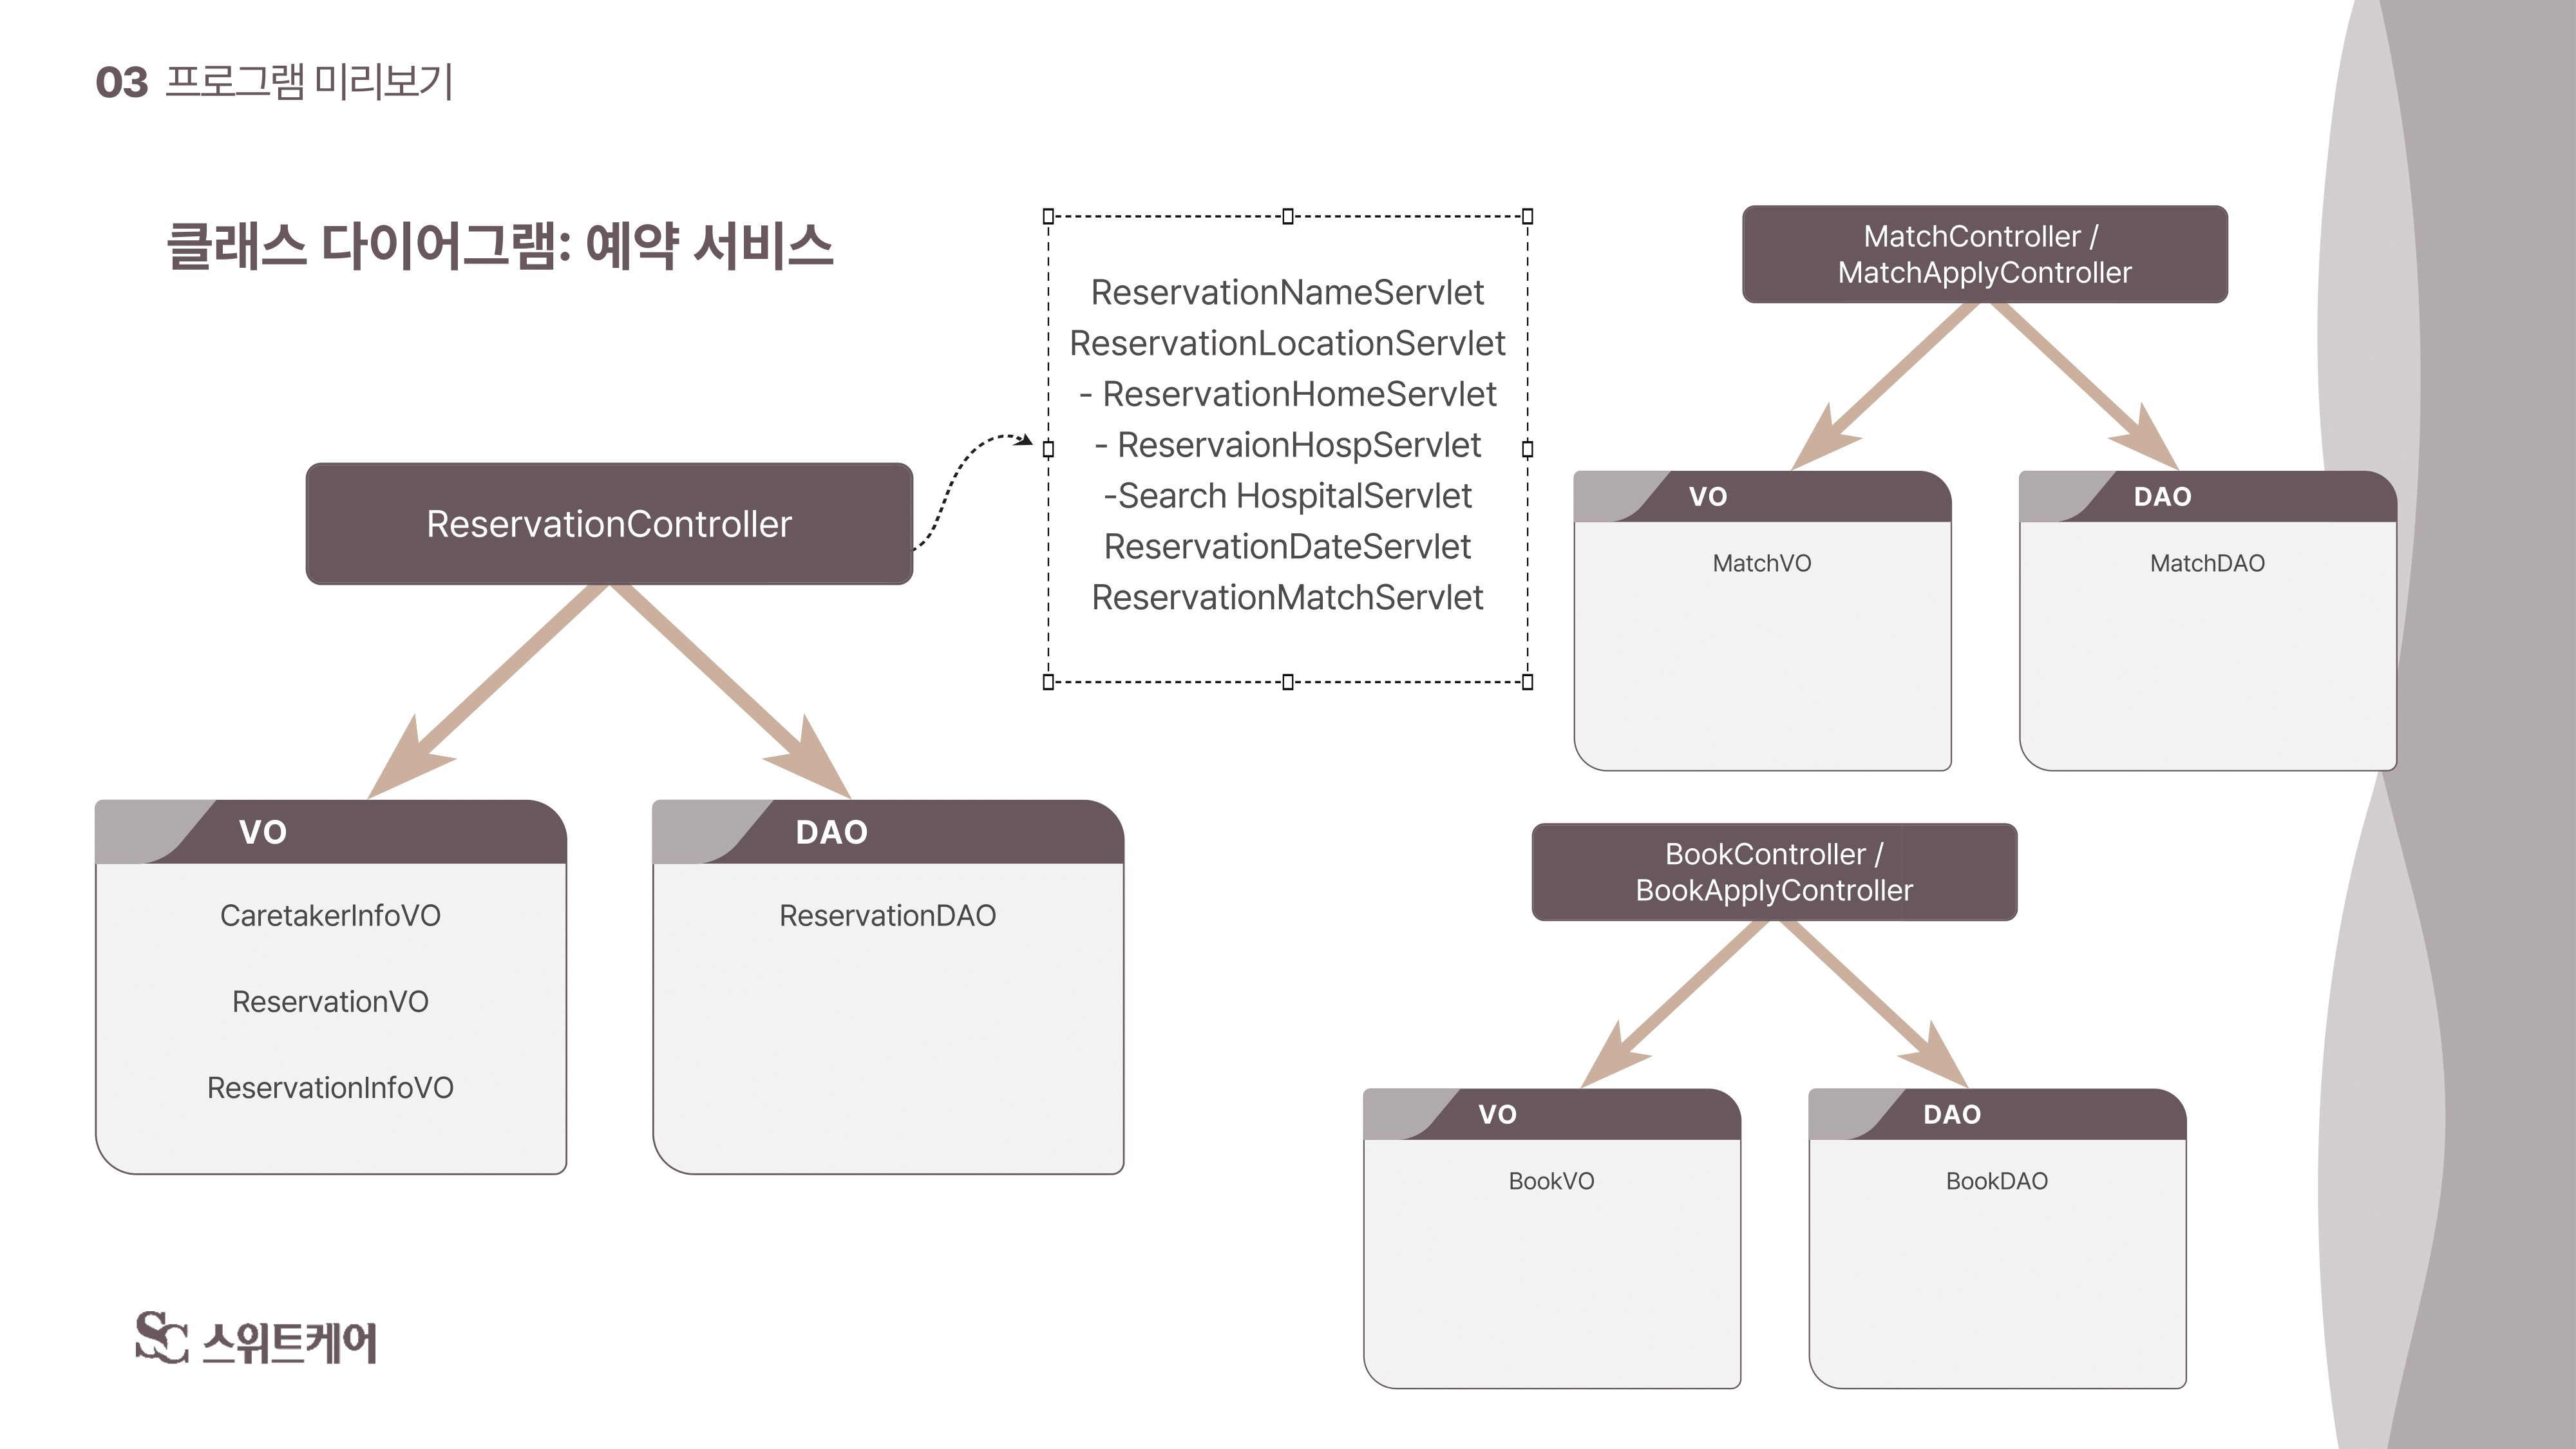 03 프로그램 미리보기
클래스 다이어그램: 예약 서비스
ReservationController
VO
CaretakerInfoVO
ReservationVO
ReservationInfoVO
DAO
ReservationDAO
ReservationNameServlet
ReservationLocationServlet
- ReservationHomeServlet
- ReservaionHospServlet
-Search HospitalServlet
ReservationDateServlet
ReservationMatchServlet
MatchController /
MatchApplyController
VO
MatchVO
DAO
MatchDAO
BookController /
BookApplyController
VO
BookVO
DAO
BookDAO
SC 스위트케어